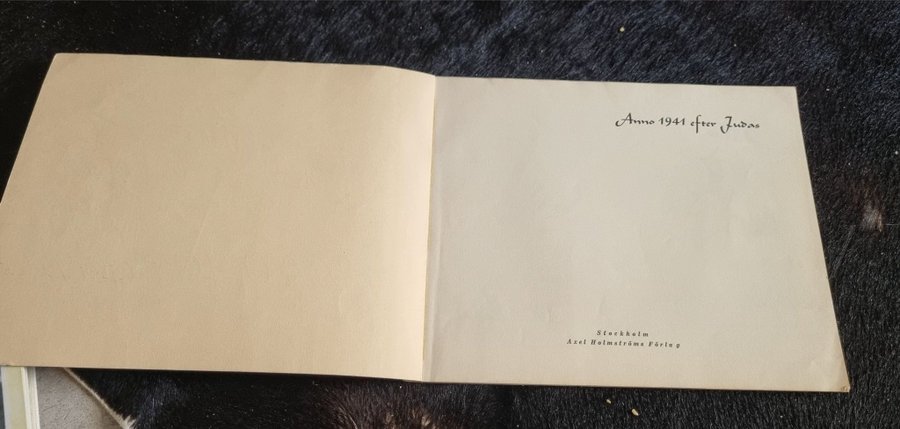 Anno 1941 efter Judas
Stockholm
Axel Holmströms Förlag